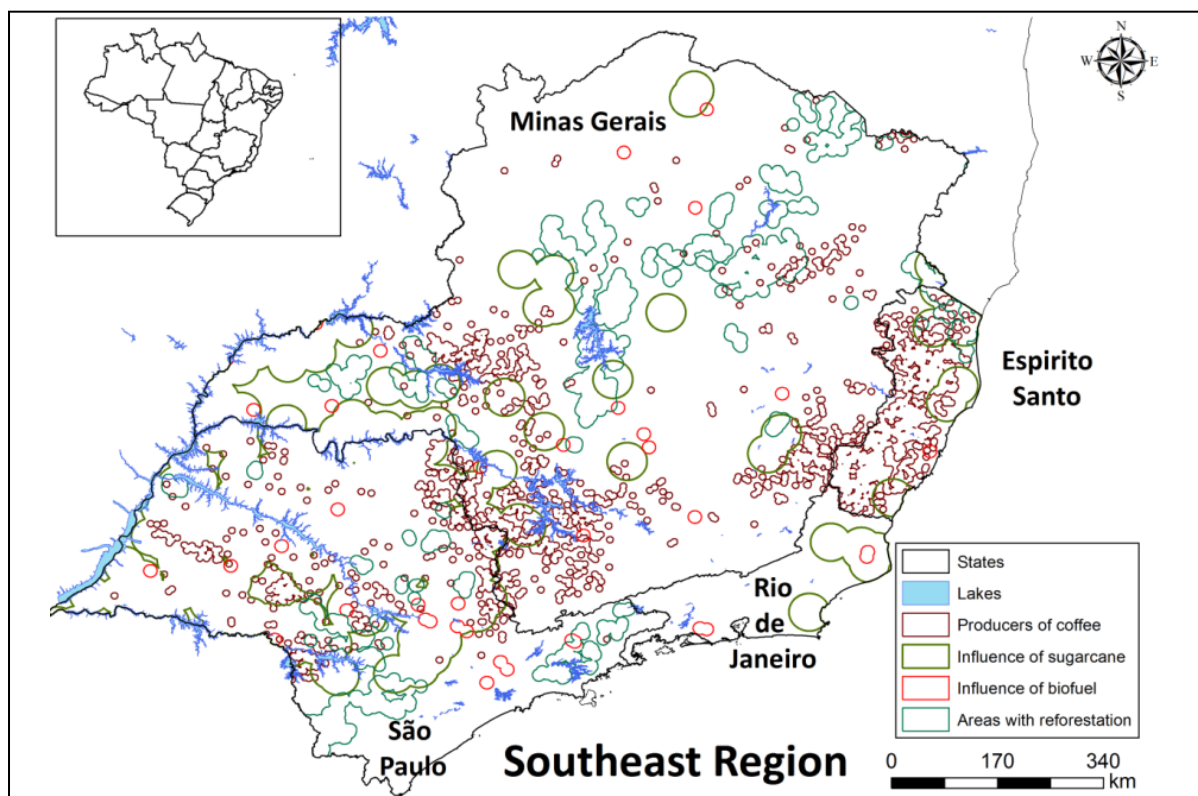 N
W
E
S
Minas Gerais
Espirito
Santo
Rio
de
Janeiro
São
Paulo
Southeast Region
States
Lakes
Producers of coffee
Influence of sugarcane
Influence of biofuel
Areas with reforestation
0 170 340
km